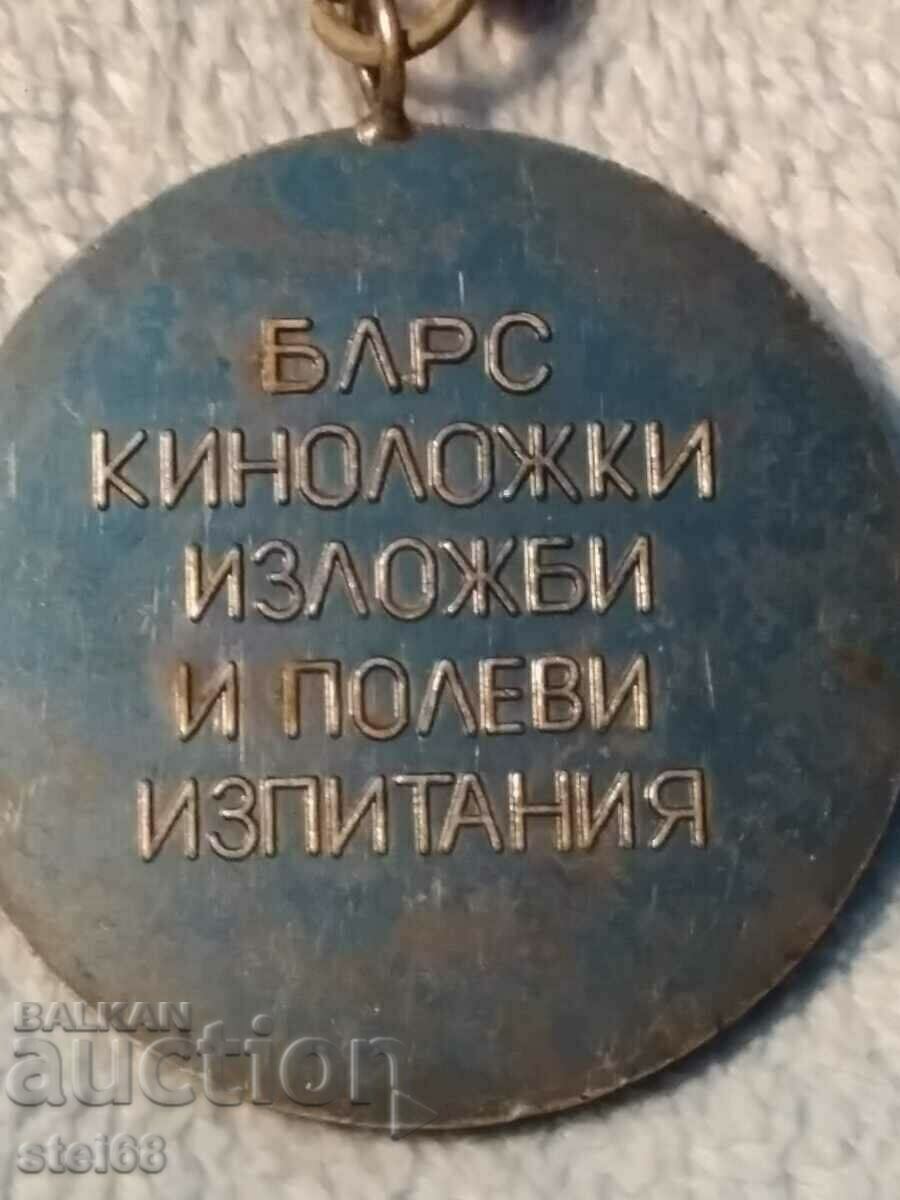 БЛРС
КИНОЛОЖКИ
ИЗЛОЖБИ
И ПОЛЕВИ
ИЗПИТАНИЯ
BALKAN
auction
stei68